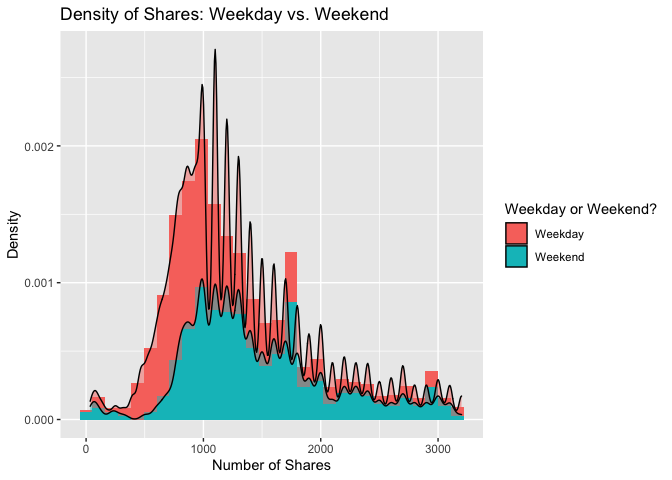 Density of Shares: Weekday vs. Weekend
Density
0.002
0.001
0.000
0
1000
2000
3000
Number of Shares
Weekday or Weekend?
Weekday
Weekend